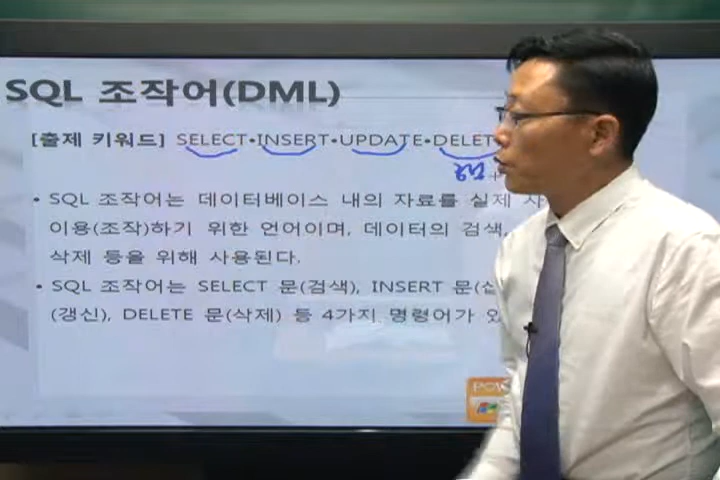 SQL 조작어(DML)
[출제 키워드] SELECT•INSERT•UPDATE•DELET
• SQL 조작어는 데이터베이스 내의 자료를 실제
이용(조작)하기 위한 언어이며, 데이터의 검색,
삭제 등을 위해 사용된다.
• SQL 조작어는 SELECT 문(검색), INSERT 문(
(갱신), DELETE 문(삭제) 등 4가지 명령어가